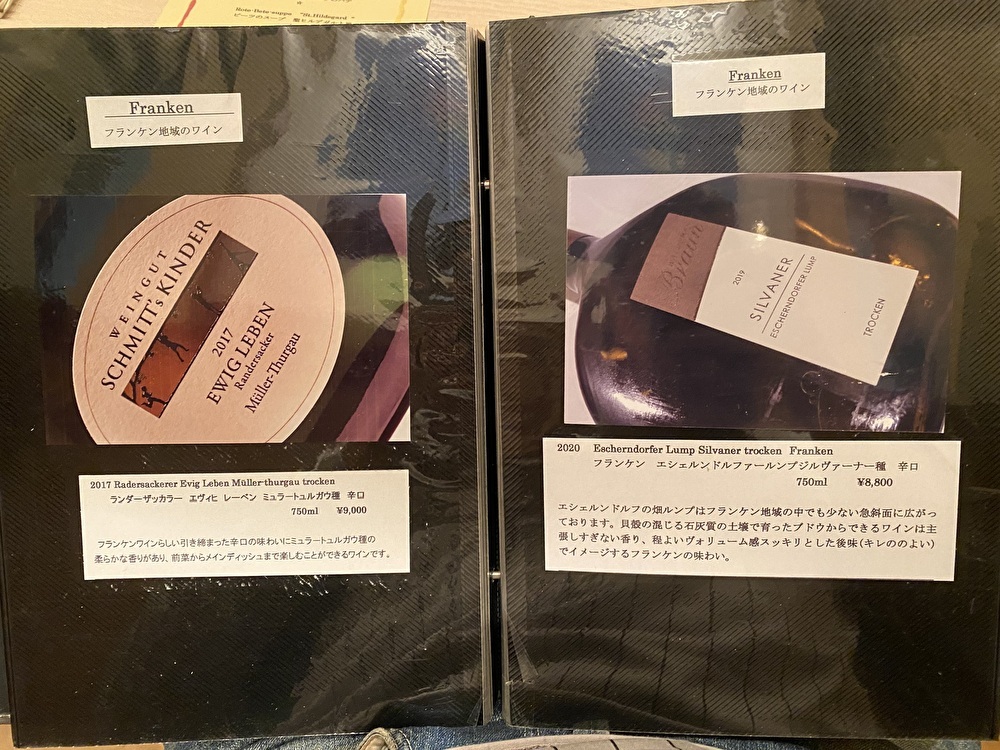 Rote-Bete-suppe "St.Hildegard"
Franken
フランケン地域のワイン
WEINGUT
SCHMITT's KINDER
2017
EWIG LEBEN
Randersacker
Müller-Thurgau
2017 Radersackerer Evig Leben Müller-thurgau trocken
ランダーザッカラー エヴィヒ レーベン ミュラートュルガウ種 辛口
750ml ¥9,000
フランケンワインらしい引き締まった辛口の味わいにミュラートュルガウ種の
柔らかな香りがあり、前菜からメインディッシュまで楽しむことができるワインです。
Franken
フランケン地域のワイン
Braun
2019
SILVANER
ESCHERNDORFER LUMP
TROCKEN
2020 Escherndorfer Lump Silvaner trocken Franken
フランケン エシェルンドルファールンプジルヴァーナー種 辛口
750ml ¥8,800
エシェルンドルフの畑ルンプはフランケン地域の中でも少ない急斜面に広がっ
ております。貝殻の混じる石灰質の土壌で育ったブドウからできるワインは主
張しすぎない香り、程よいヴォリューム感スッキリとした後味(キレののよい)
でイメージするフランケンの味わい。